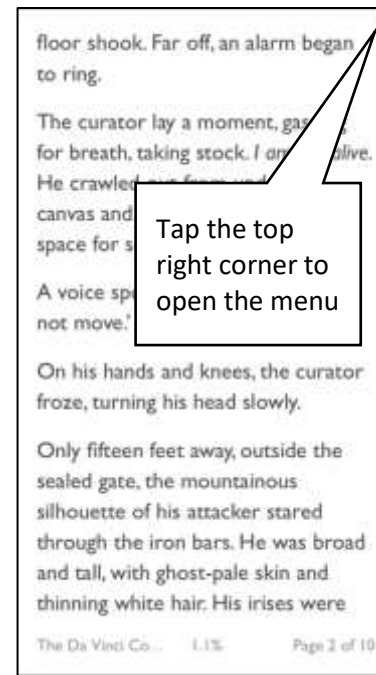 floor shook. Far off, an alarm began
to ring.
The curator lay a moment,
for breath, taking stock. I alive.
He crawled
canvas and
space for s
A voice
not move.'
Tap the top
right corner to
open the menu
On his hands and knees, the curator
froze, turning his head slowly.
Only fifteen feet away, outside the
sealed gate, the mountainous
silhouette of his attacker stared
through the iron bars. He was broad
and tall, with ghost-pale skin and
thinning white hair. His irises were
The Da Vinci Co... 1.1% Page 2 of 10